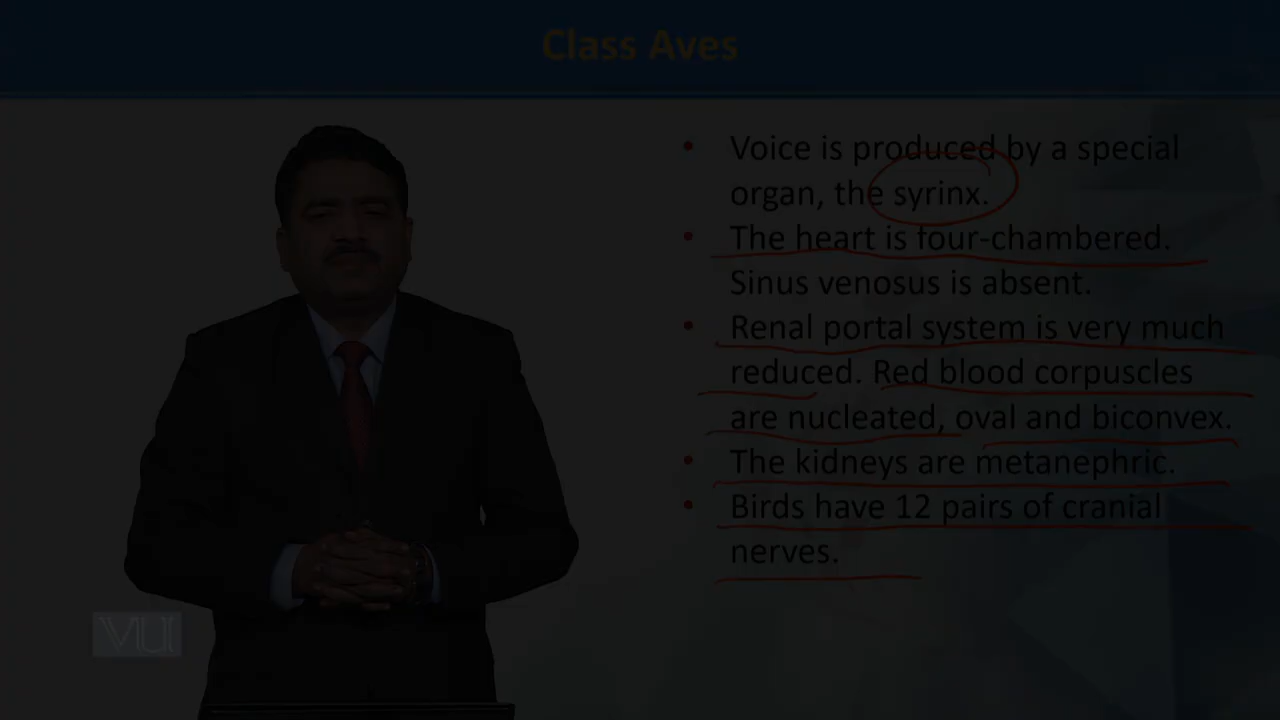 Class Aves
• Voice is produced by a special
organ, the syrinx.
• The heart is four-chambered.
Sinus venosus is absent.
• Renal portal system is very much
reduced. Red blood corpuscles
are nucleated, oval and biconvex.
• The kidneys are metanephric.
• Birds have 12 pairs of cranial
nerves.
VU